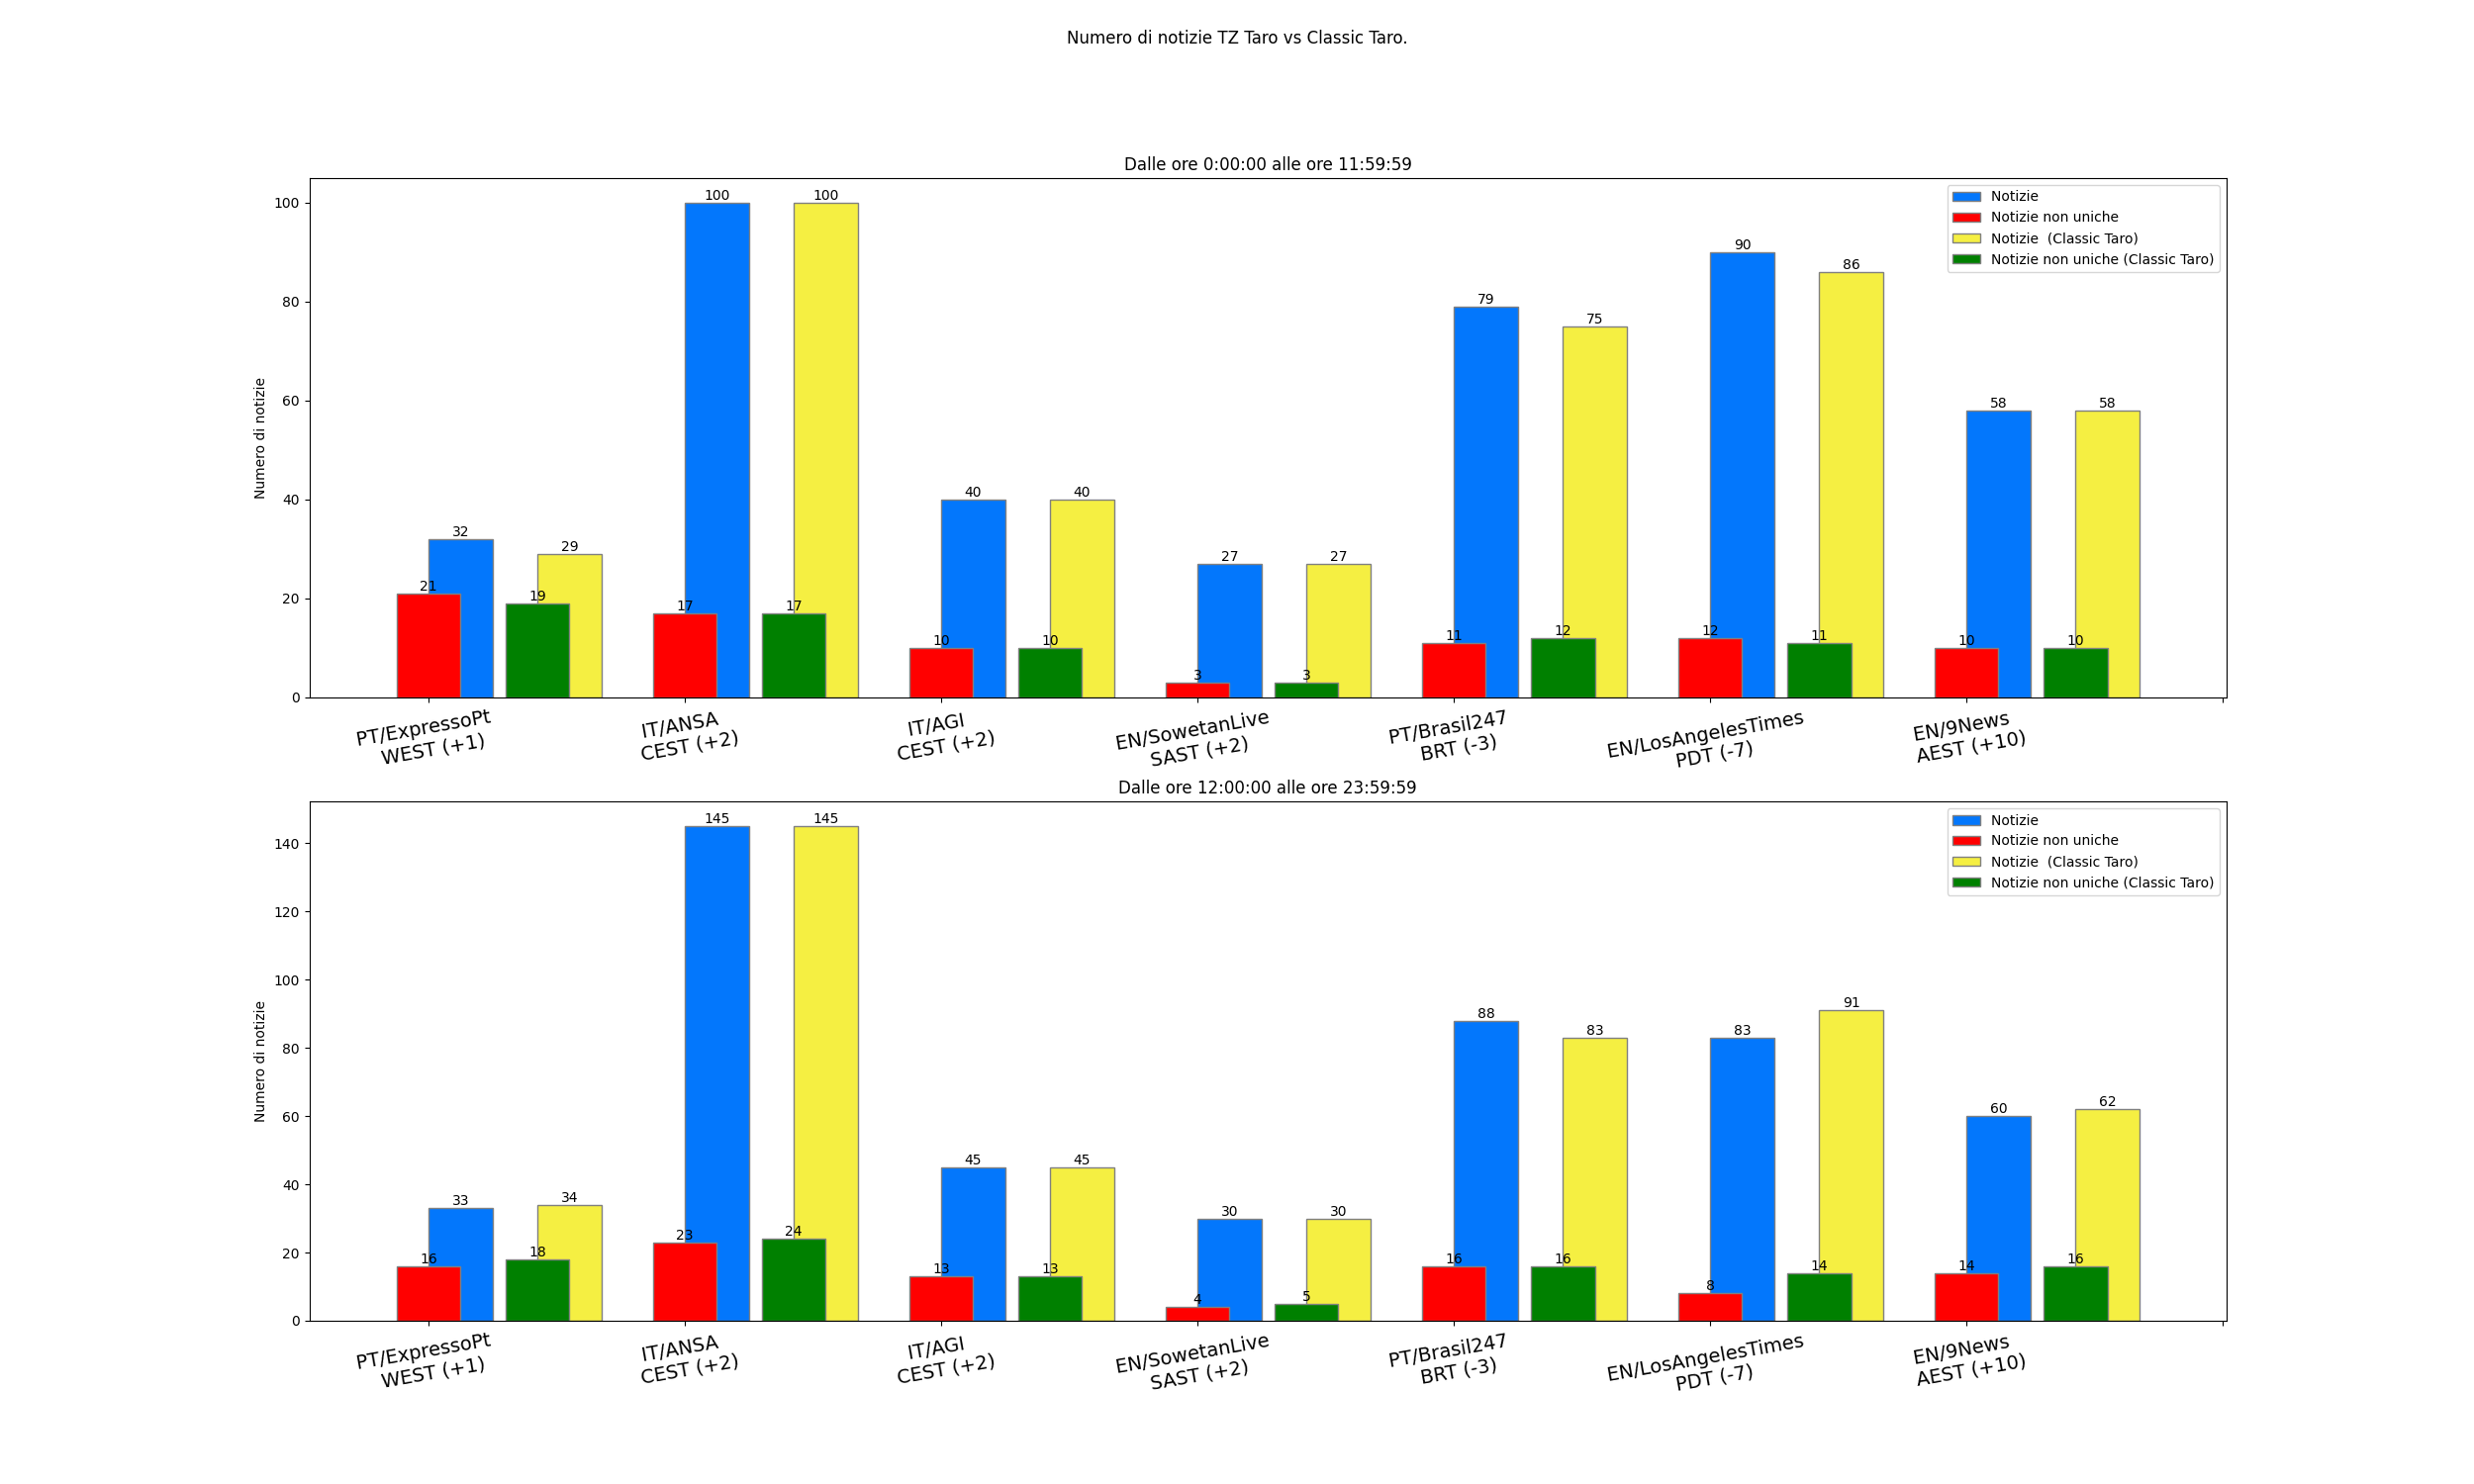 Numero di notizie TZ Taro vs Classic Taro.
Dalle ore 0:00:00 alle ore 11:59:59
Numero di notizie
100
80
60
40
20
0
Notizie
Notizie non uniche
Notizie  (Classic Taro)
Notizie non uniche (Classic Taro)
21
32
19
29
17
100
17
100
10
40
10
40
3
27
3
27
11
79
12
75
12
90
11
86
10
58
10
58
PT/ExpressoPt
WEST (+1)
IT/ANSA
CEST (+2)
IT/AGI
CEST (+2)
EN/SowetanLive
SAST (+2)
PT/Brasil247
BRT (-3)
EN/LosAngelesTimes
PDT (-7)
EN/9News
AEST (+10)
Dalle ore 12:00:00 alle ore 23:59:59
Numero di notizie
140
120
100
80
60
40
20
0
Notizie
Notizie non uniche
Notizie  (Classic Taro)
Notizie non uniche (Classic Taro)
16
33
18
34
23
145
24
145
13
45
13
45
4
30
5
30
16
88
16
83
8
83
14
91
14
60
16
62
PT/ExpressoPt
WEST (+1)
IT/ANSA
CEST (+2)
IT/AGI
CEST (+2)
EN/SowetanLive
SAST (+2)
PT/Brasil247
BRT (-3)
EN/LosAngelesTimes
PDT (-7)
EN/9News
AEST (+10)